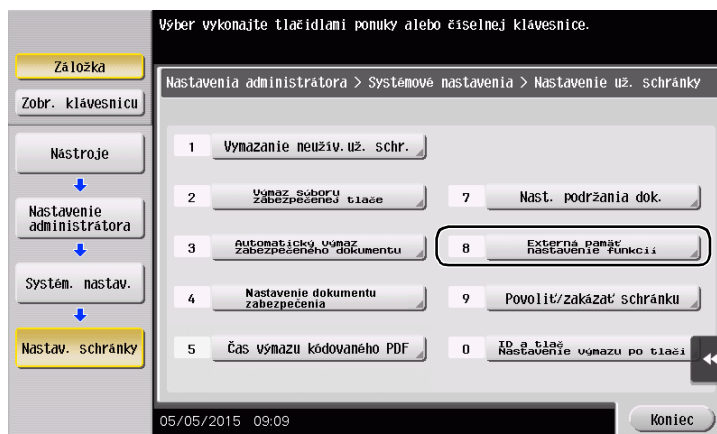 Výber vykonajte tlačidlami ponuky alebo číselnej klávesnice.
Záložka
Zobr. klávesnicu
Nástroje
Nastavenie
administrátora
Systém. nastav.
Nastav. schránky
Nastavenia administrátora > Systémové nastavenia > Nastavenie už. schránky
1 Vymazanie neužív.už. schr.
2 Výmaz súboru
zabezpečenej tlače
3 Automatický výmaz
zabezpečeného dokumentu
4 Nastavenie dokumentu
zabezpečenia
5 Čas výmazu kódovaného PDF
7 Nast. podržania dok.
8 Externá pamäť
nastavenie funkcií
9 Povoliť/zakázať schránku
0 ID a tlač
Nastavenie výmazu po tlači
05/05/2015 09:09
Koniec